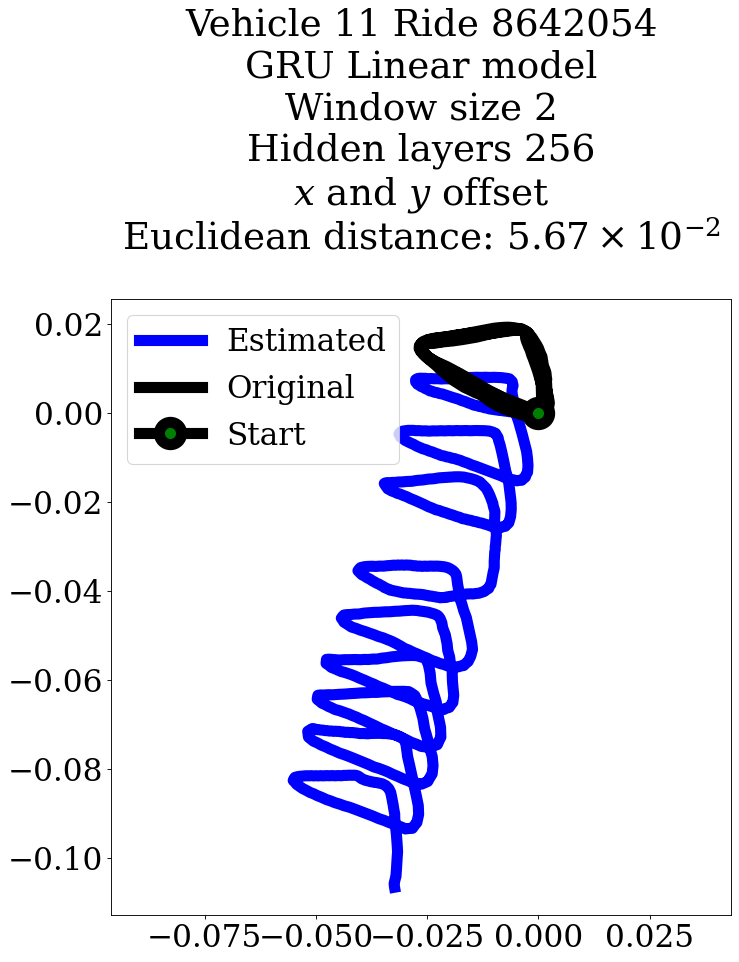 Vehicle 11 Ride 8642054
GRU Linear model
Window size 2
Hidden layers 256
x and y offset
Euclidean distance: 5.67 × 10⁻²
Estimated
Original
Start
0.02
0.00
−0.02
−0.04
−0.06
−0.08
−0.10
−0.075 −0.050 −0.025 0.000 0.025